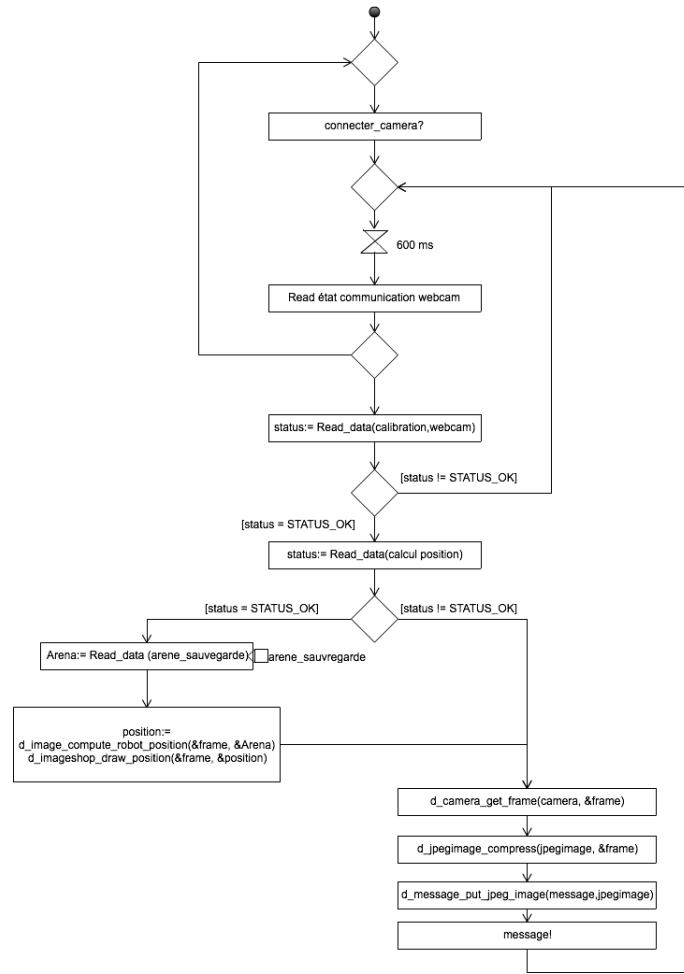 connecter_camera?
600 ms
Read état communication webcam
status:= Read_data(calibration,webcam)
[status != STATUS_OK]
[status = STATUS_OK]
status:= Read_data(calcul position)
[status = STATUS_OK]
[status != STATUS_OK]
Arena:= Read_data (arene_sauvegarde)
arene_sauvregarde
position:=
d_image_compute_robot_position(&frame, &Arena)
d_imageshop_draw_position(&frame, &position)
d_camera_get_frame(camera, &frame)
d_jpegimage_compress(jpegimage, &frame)
d_message_put_jpeg_image(message,jpegimage)
message!